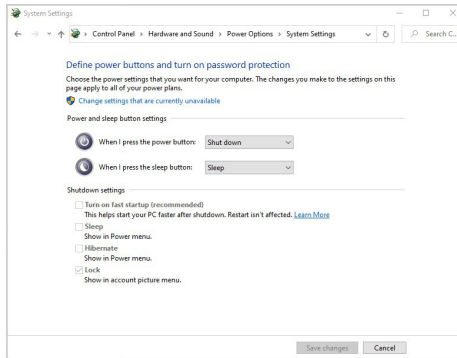 System Settings
Control Panel > Hardware and Sound > Power Options > System Settings
Search C...
Define power buttons and turn on password protection
Choose the power settings that you want for your computer. The changes you make to the settings on this
page apply to all of your power plans.
Change settings that are currently unavailable
Power and sleep button settings
When I press the power button: Shut down
When I press the sleep button: Sleep
Shutdown settings
Turn on fast startup (recommended)
This helps start your PC faster after shutdown. Restart isn't affected. Learn More
Sleep
Show in Power menu.
Hibernate
Show in Power menu.
Lock
Show in account picture menu.
Save changes Cancel